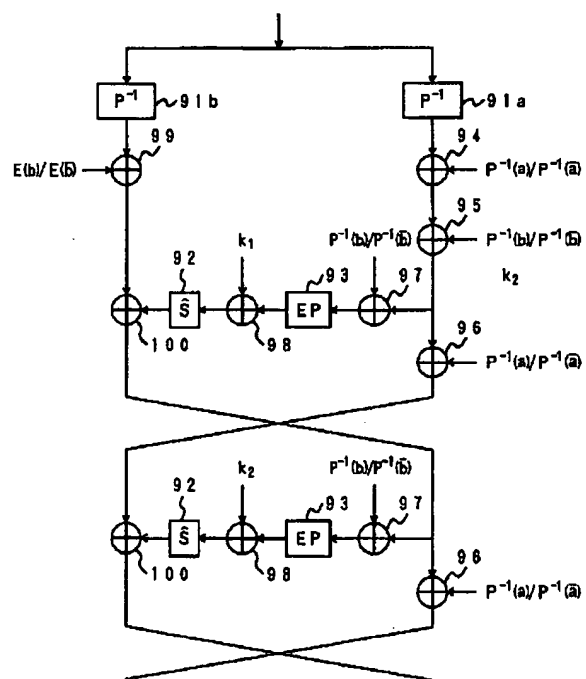 P⁻¹ 91b P⁻¹ 91a
99 94
E(b)/E(b̄) P⁻¹(a)/P⁻¹(ā)
95
k₁ P⁻¹(b)/P⁻¹(b̄) P⁻¹(b)/P⁻¹(b̄)
92 93 97 k₂
Ŝ EP
100 98 96
P⁻¹(a)/P⁻¹(ā)
k₂ P⁻¹(b)/P⁻¹(b̄)
92 93 97
Ŝ EP
100 98 96
P⁻¹(a)/P⁻¹(ā)